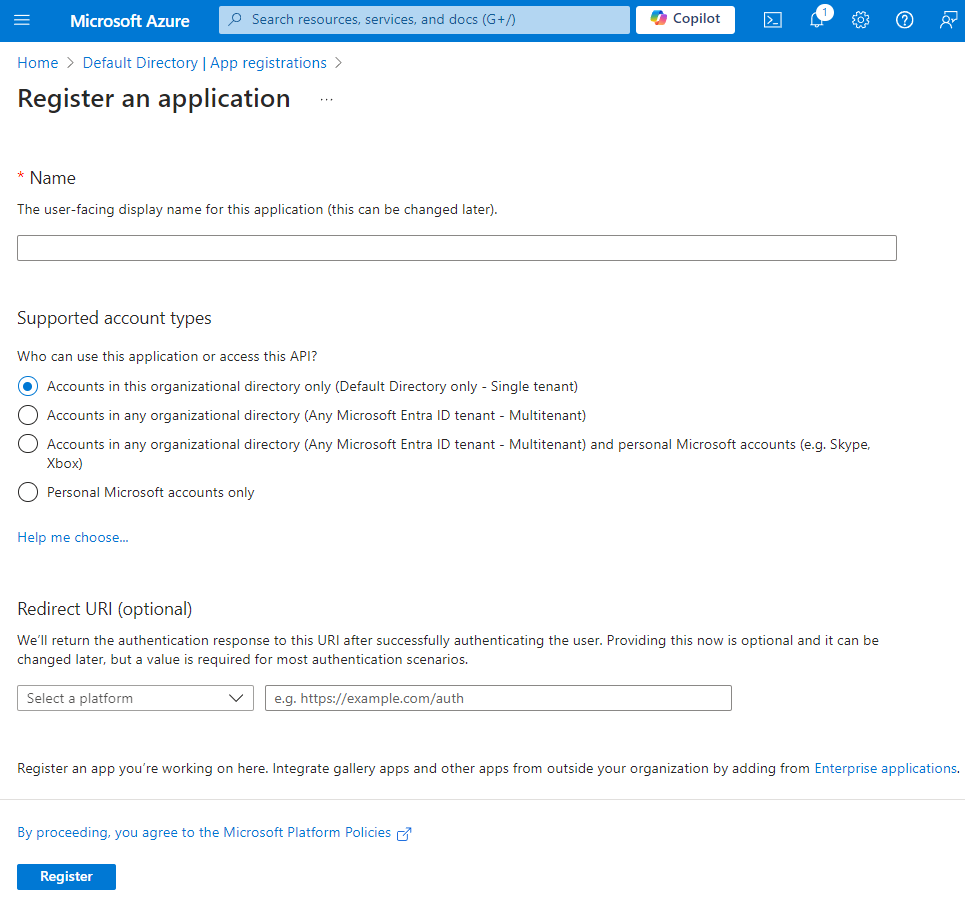 Microsoft Azure
Search resources, services, and docs (G+/)
Copilot
1
Home > Default Directory | App registrations >
Register an application ...
* Name
The user-facing display name for this application (this can be changed later).
Supported account types
Who can use this application or access this API?
Accounts in this organizational directory only (Default Directory only - Single tenant)
Accounts in any organizational directory (Any Microsoft Entra ID tenant - Multitenant)
Accounts in any organizational directory (Any Microsoft Entra ID tenant - Multitenant) and personal Microsoft accounts (e.g. Skype,
Xbox)
Personal Microsoft accounts only
Help me choose...
Redirect URI (optional)
We’ll return the authentication response to this URI after successfully authenticating the user. Providing this now is optional and it can be
changed later, but a value is required for most authentication scenarios.
Select a platform
e.g. https://example.com/auth
Register an app you’re working on here. Integrate gallery apps and other apps from outside your organization by adding from Enterprise applications.
By proceeding, you agree to the Microsoft Platform Policies
Register